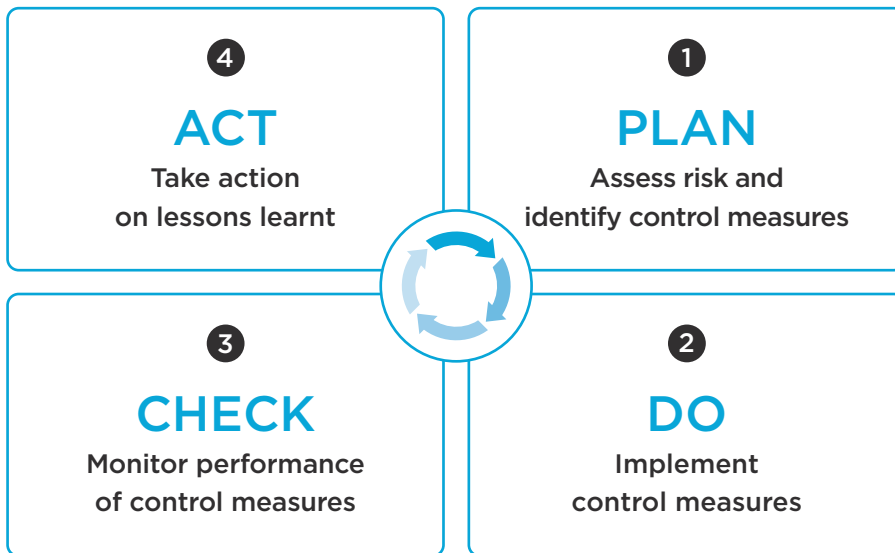 4
ACT
Take action
on lessons learnt
1
PLAN
Assess risk and
identify control measures
3
CHECK
Monitor performance
of control measures
2
DO
Implement
control measures